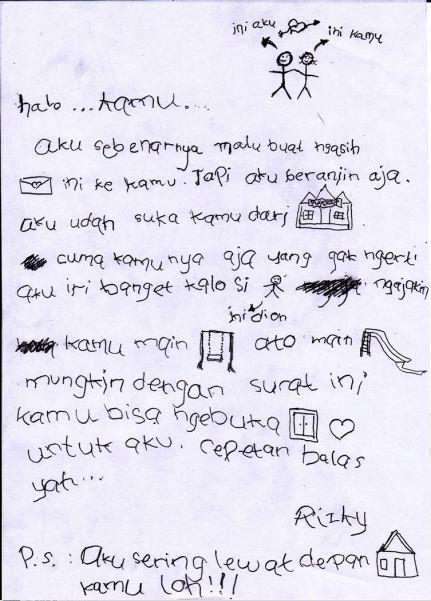 ini aku ini kamu
halo ...kamu...
aku sebenarnya malu buat ngasih
ini ke kamu. Tapi aku beranjin aja.
aku udah suka kamu dari
cuma kamu nya aja yang gak ngerti
aku iri banget kalo si ngajakin
ini dion
kamu main ato main
mungkin dengan surat ini
kamu bisa ngebuka
untuk aku. cepetan balas
yah...
Rizky
P.s. : Aku sering lewat depan
kamu loh!!!